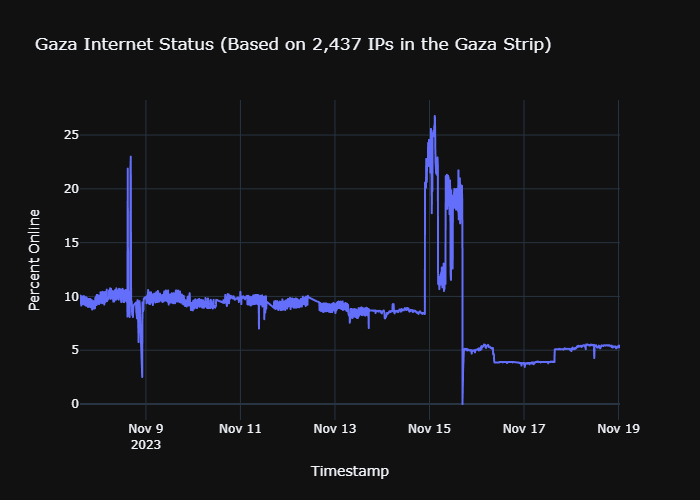 Gaza Internet Status (Based on 2,437 IPs in the Gaza Strip)
25
20
15
10
5
0
Percent Online
Nov 9
2023
Nov 11
Nov 13
Nov 15
Nov 17
Nov 19
Timestamp